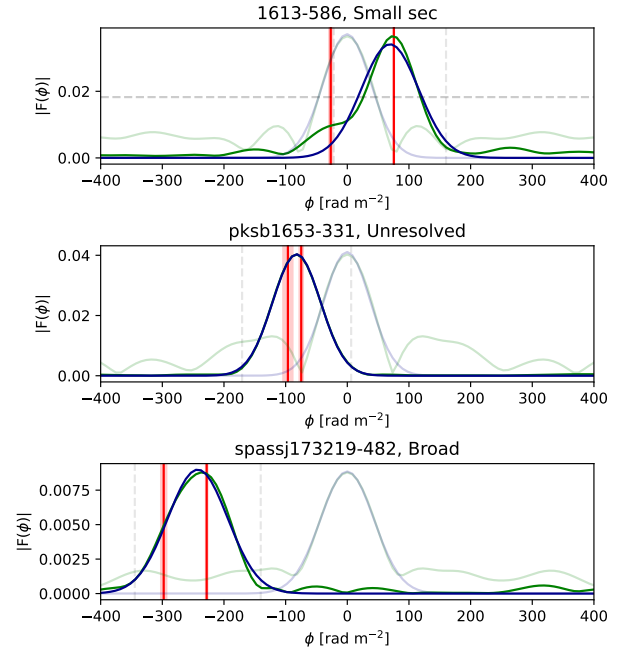 1613-586, Small sec
|F(ϕ)|
0.02
0.00
−400 −300 −200 −100 0 100 200 300 400
ϕ [rad m⁻²]
pksb1653-331, Unresolved
|F(ϕ)|
0.04
0.02
0.00
−400 −300 −200 −100 0 100 200 300 400
ϕ [rad m⁻²]
spassj173219-482, Broad
|F(ϕ)|
0.0075
0.0050
0.0025
0.0000
−400 −300 −200 −100 0 100 200 300 400
ϕ [rad m⁻²]